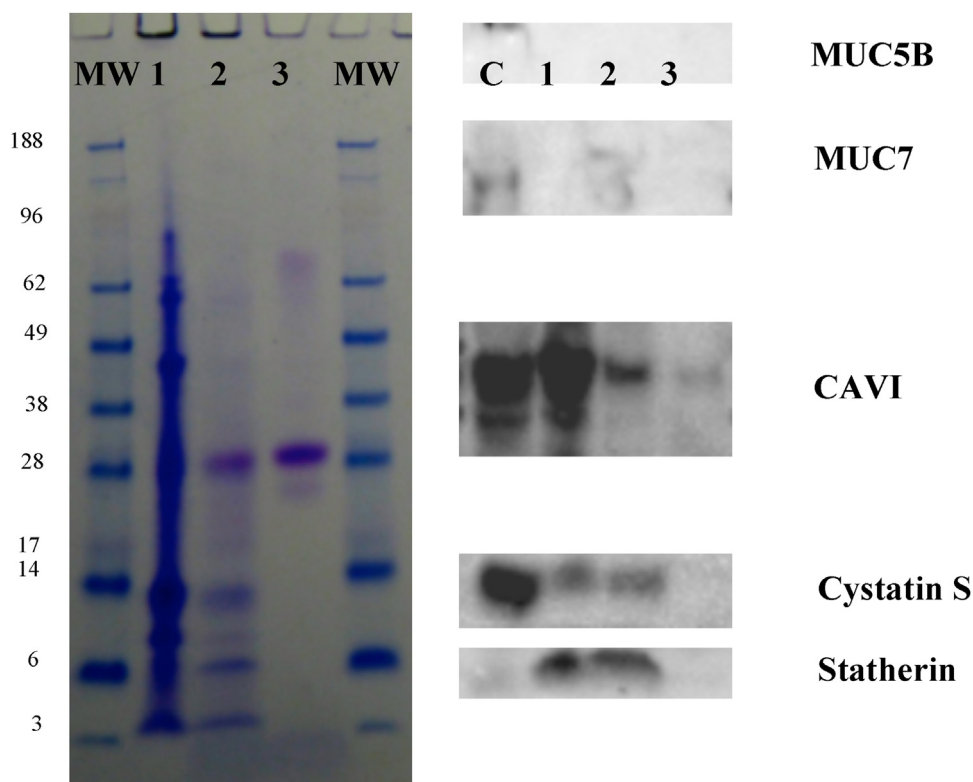 MW 1 2 3 MW
188
96
62
49
38
28
17
14
6
3
C 1 2 3
MUC5B
MUC7
CAVI
Cystatin S
Statherin